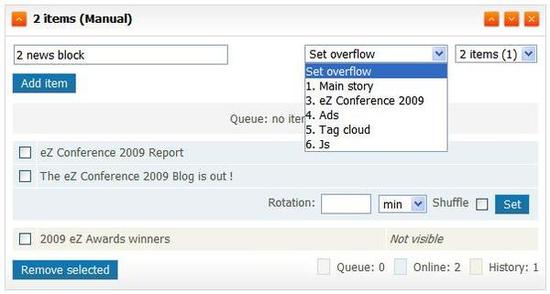 2 items (Manual)
2 news block
Set overflow
2 items (1)
Set overflow
1. Main story
3. eZ Conference 2009
4. Ads
5. Tag cloud
6. Js
Add item
Queue: no
eZ Conference 2009 Report
The eZ Conference 2009 Blog is out !
Rotation:
min
Shuffle
Set
2009 eZ Awards winners
Not visible
Remove selected
Queue: 0
Online: 2
History: 1